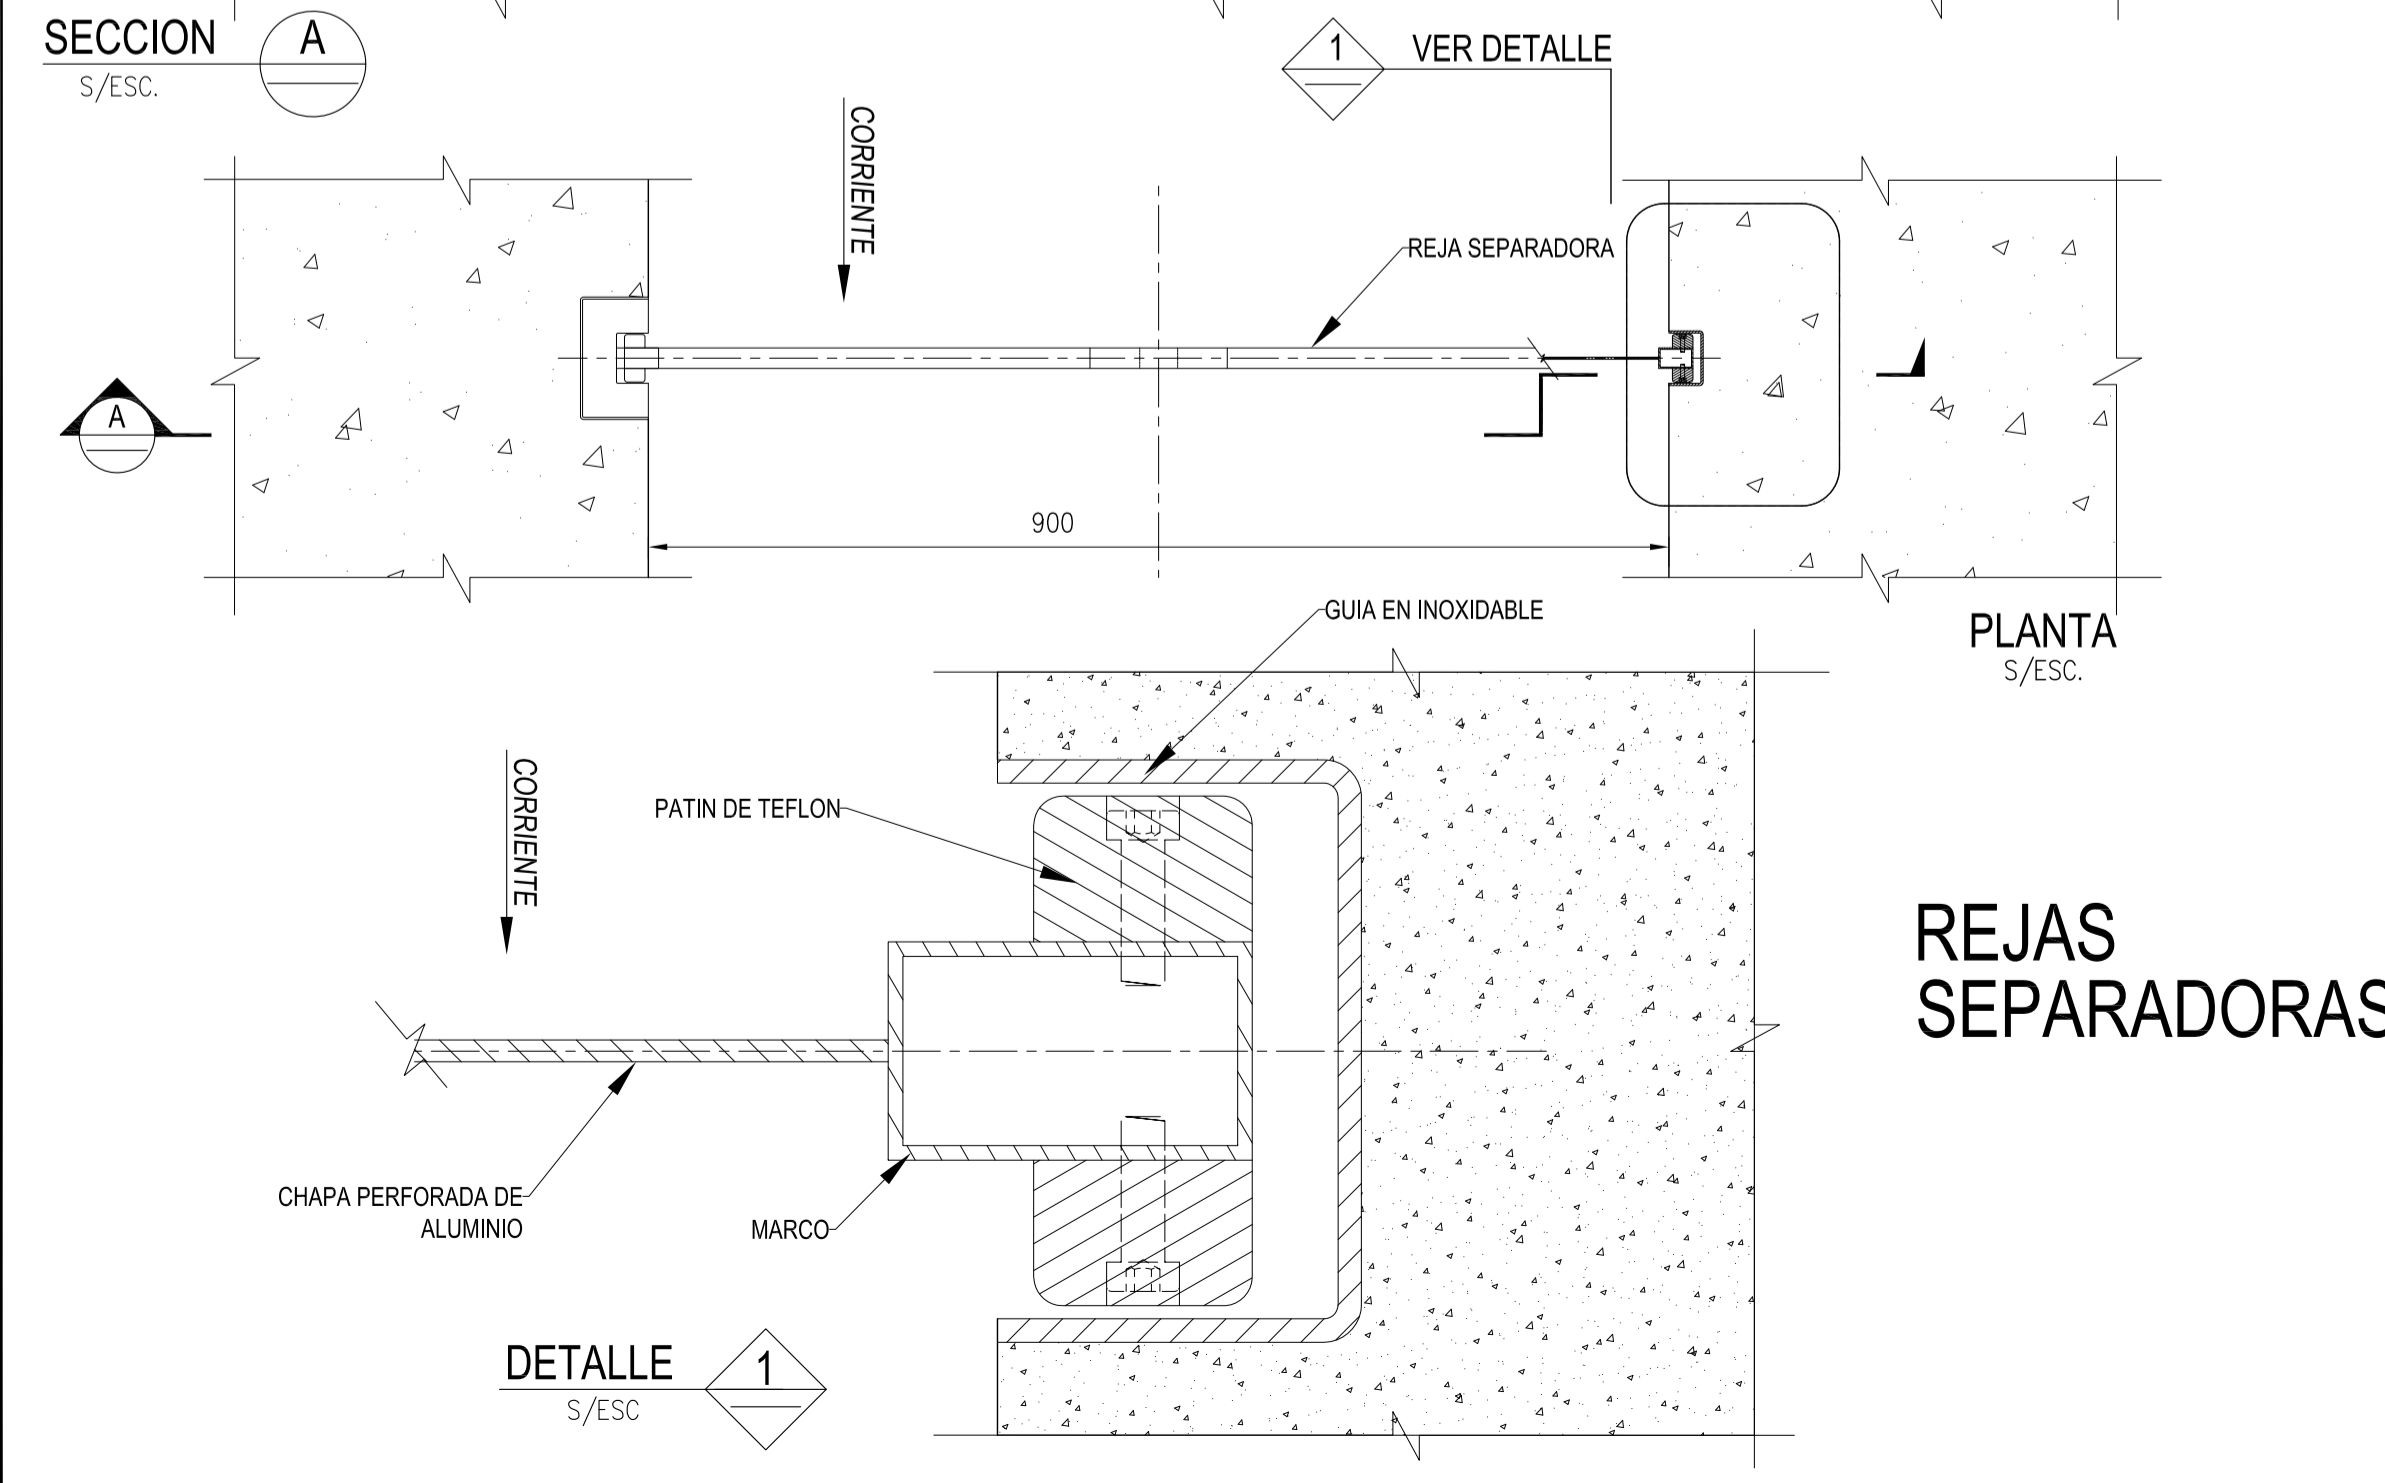 SECCION
A
S/ESC.
1
VER DETALLE
CORRIENTE
REJA SEPARADORA
A
900
GUIA EN INOXIDABLE
PLANTA
S/ESC.
CORRIENTE
PATIN DE TEFLON
REJAS
SEPARADORAS
CHAPA PERFORADA DE
ALUMINIO
MARCO
DETALLE
1
S/ESC